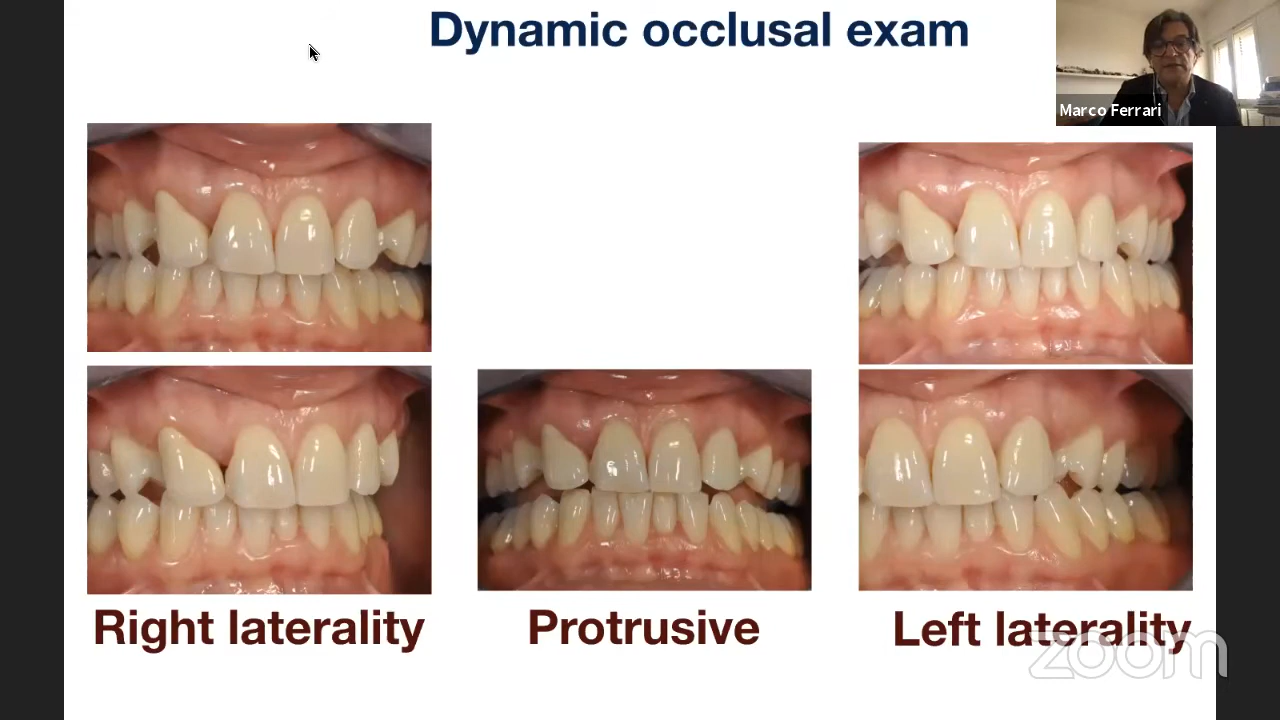 Dynamic occlusal exam
Marco Ferrari
Right laterality
Protrusive
Left laterality
zoom